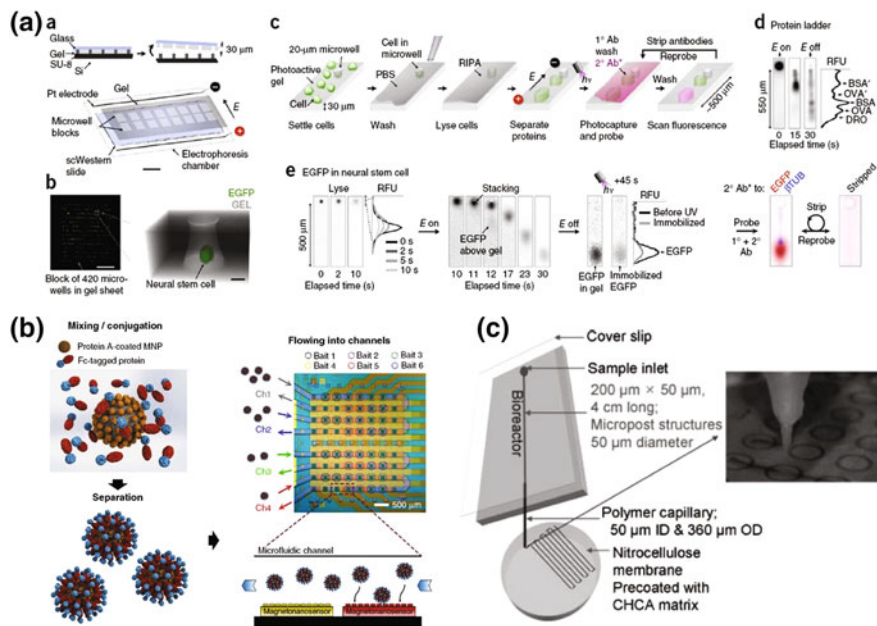 (a)
a
Glass
Gel
SU-8
Si
30 µm
Pt electrode
Gel
E
Microwell
blocks
scWestern
slide
Electrophoresis
chamber
b
Block of 420 micro-
wells in gel sheet
EGFP
GEL
Neural stem cell
c
20-µm microwell
Photoactive
gel
Cell
30 µm
Settle cells
Cell in
microwell
PBS
Wash
RIPA
Lyse cells
E
hν
Separate
proteins
1° Ab
wash
2° Ab*
Strip antibodies
Reprobe
Photocapture
and probe
Wash
~500 µm
Scan fluorescence
d
Protein ladder
E on
E off
RFU
550 µm
BSA'
OVA'
BSA
OVA
DRO
0 15 30
Elapsed time (s)
e
EGFP in neural stem cell
Lyse
RFU
500 µm
0 s
2 s
5 s
10 s
0 2 10
Elapsed time (s)
E on
Stacking
EGFP
above gel
10 11 12 17 23 30
Elapsed time (s)
E off
hν
+45 s
RFU
Before UV
Immobilized
EGFP
EGFP
in gel
Immobilized
EGFP
Probe
1° + 2°
Ab
2° Ab* to:
EGFP
βTUB
Strip
Reprobe
Stripped
(b)
Mixing / conjugation
Protein A-coated MNP
Fc-tagged protein
Separation
Flowing into channels
Bait 1 Bait 2 Bait 3
Bait 4 Bait 5 Bait 6
Ch1
Ch2
Ch3
Ch4
500 µm
Microfluidic channel
Magnetonanosensor
Magnetonanosensor
(c)
Cover slip
Sample inlet
200 µm × 50 µm,
4 cm long;
Micropost structures
50 µm diameter
Bioreactor
Polymer capillary;
50 µm ID & 360 µm OD
Nitrocellulose
membrane
Precoated with
CHCA matrix